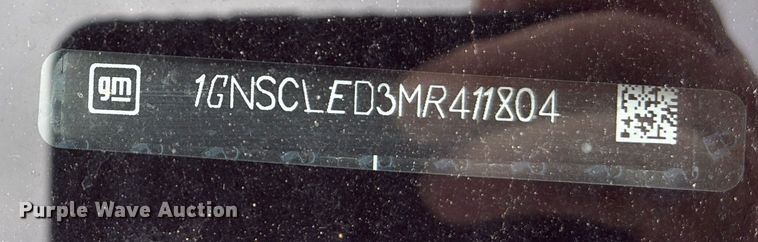 gm 1GNSCLED3MR411804
Purple Wave Auction